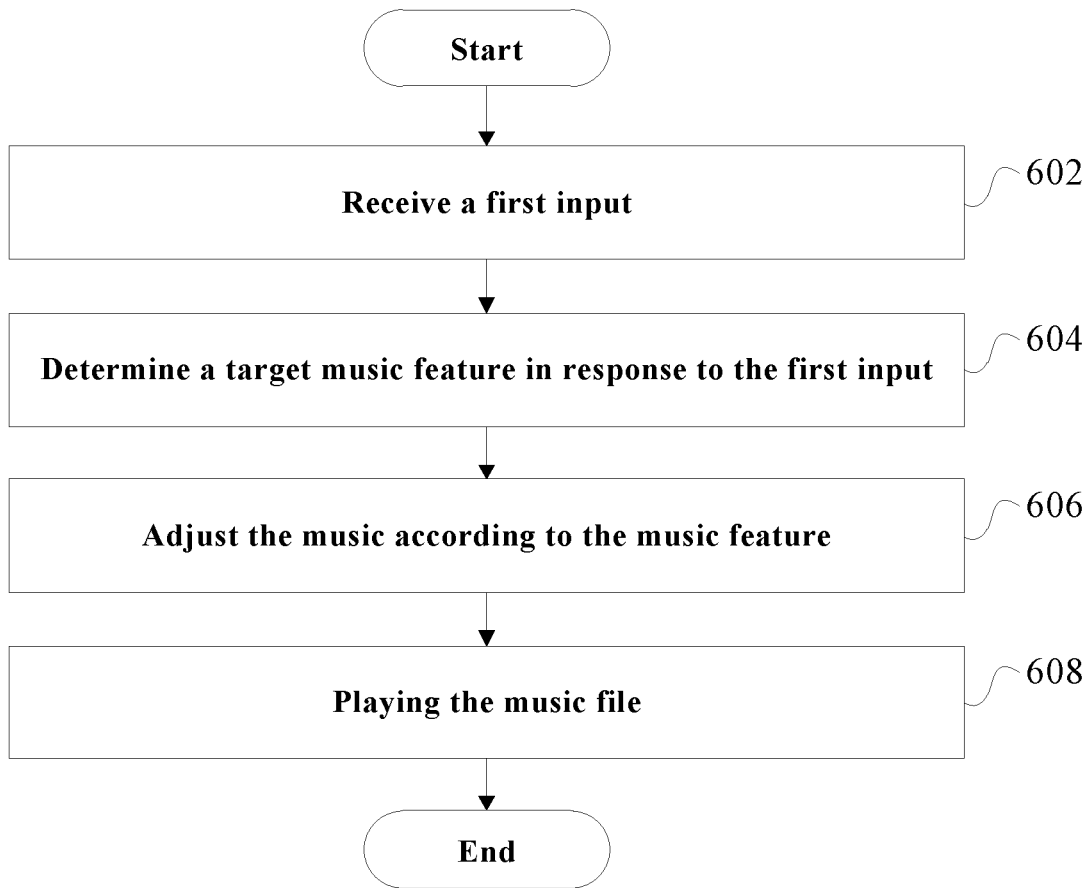 Start
Receive a first input
602
Determine a target music feature in response to the first input
604
Adjust the music according to the music feature
606
Playing the music file
608
End